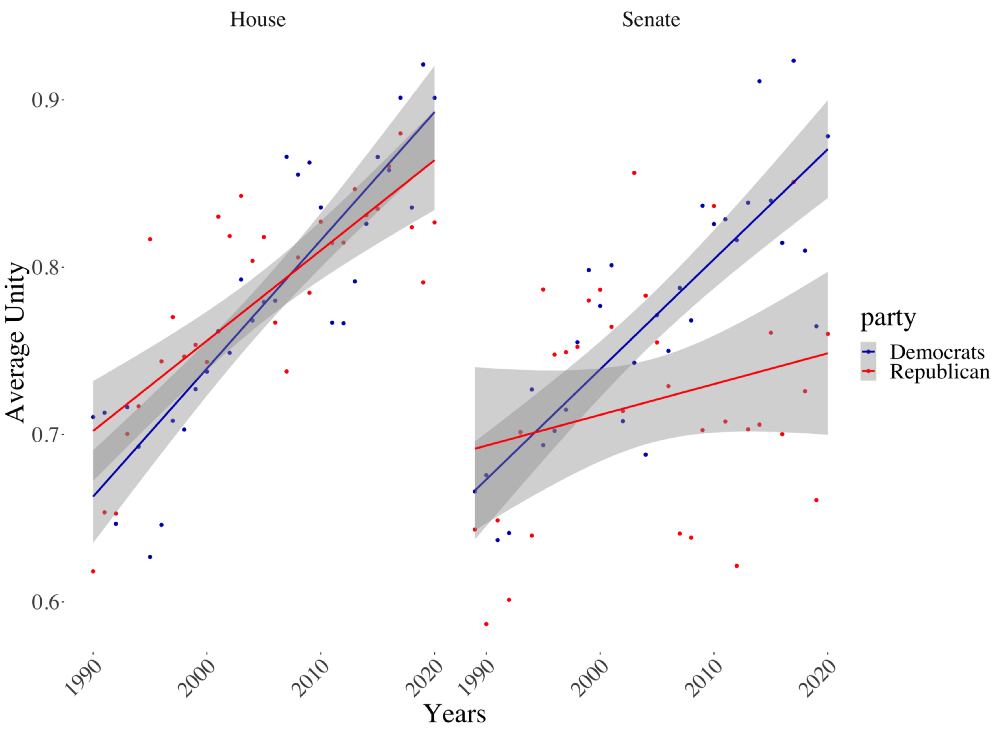 House Senate
0.9
0.8
0.7
0.6
Average Unity
1990 2000 2010 2020 1990 2000 2010 2020
Years
party
Democrats
Republican